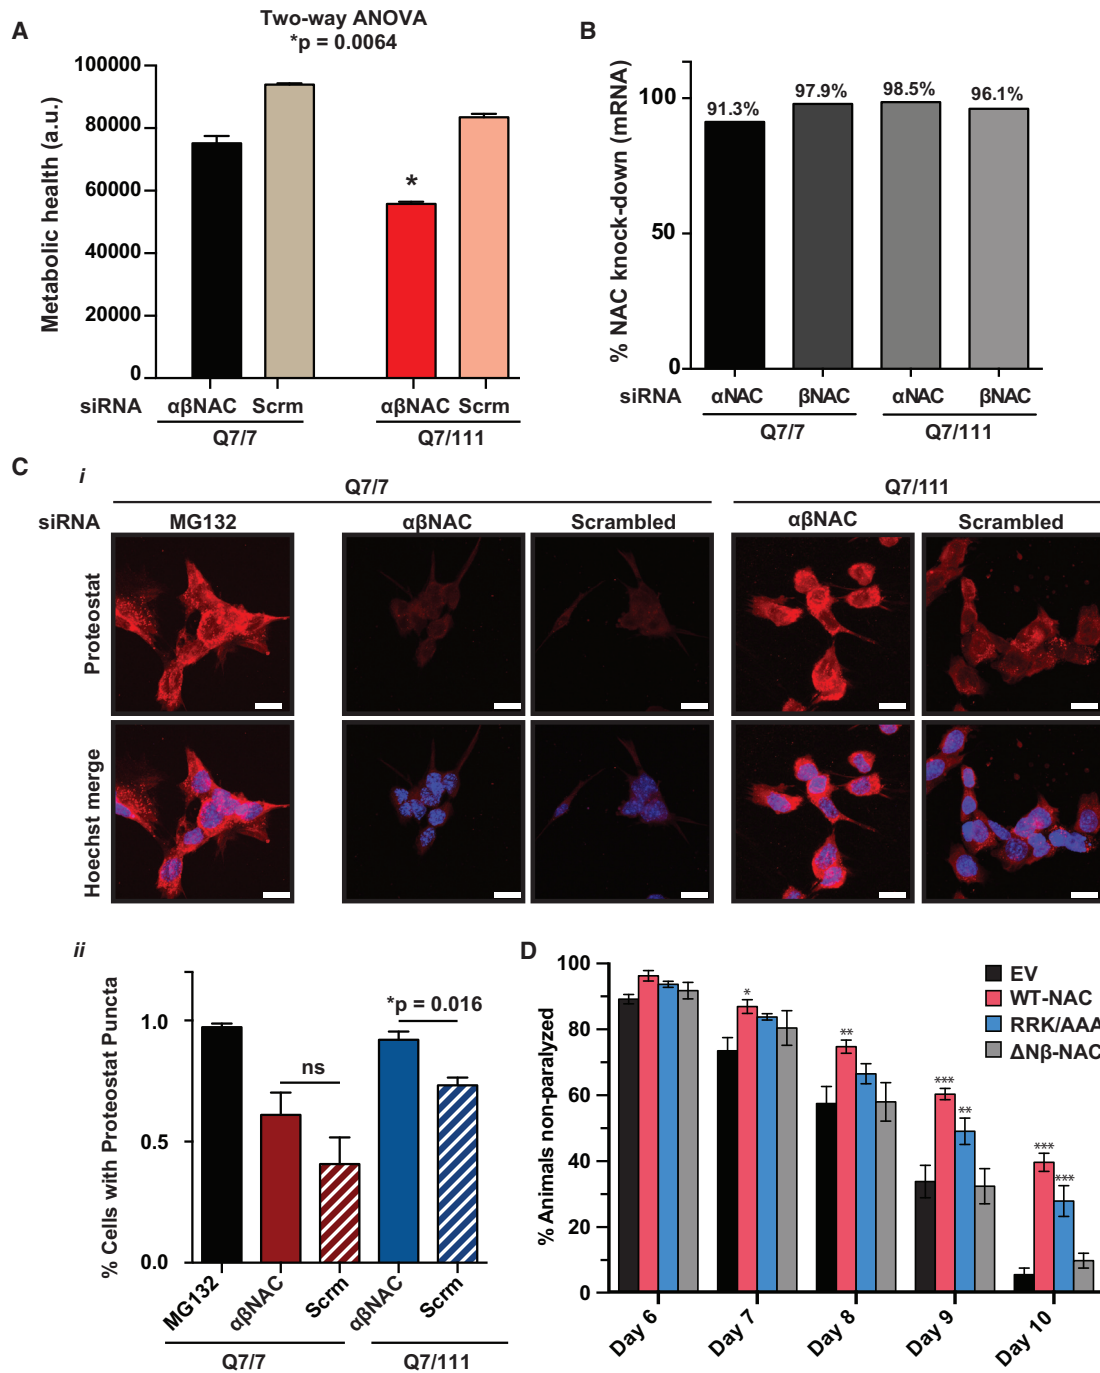 A
Two-way ANOVA
*p = 0.0064
Metabolic health (a.u.)
100000
80000
60000
40000
20000
0
*
siRNA αβNAC Scrm αβNAC Scrm
Q7/7 Q7/111
B
% NAC knock-down (mRNA)
100
50
0
91.3% 97.9% 98.5% 96.1%
siRNA αNAC βNAC αNAC βNAC
Q7/7 Q7/111
C
i
Q7/7 Q7/111
siRNA MG132 αβNAC Scrambled αβNAC Scrambled
Proteostat
Hoechst merge
ii
% Cells with Proteostat Puncta
1.0
0.5
0.0
ns
*p = 0.016
MG132 αβNAC Scrm αβNAC Scrm
Q7/7 Q7/111
D
% Animals non-paralyzed
100
80
60
40
20
0
EV
WT-NAC
RRK/AAA
ΔNβ-NAC
*
**
***
**
***
***
Day 6 Day 7 Day 8 Day 9 Day 10